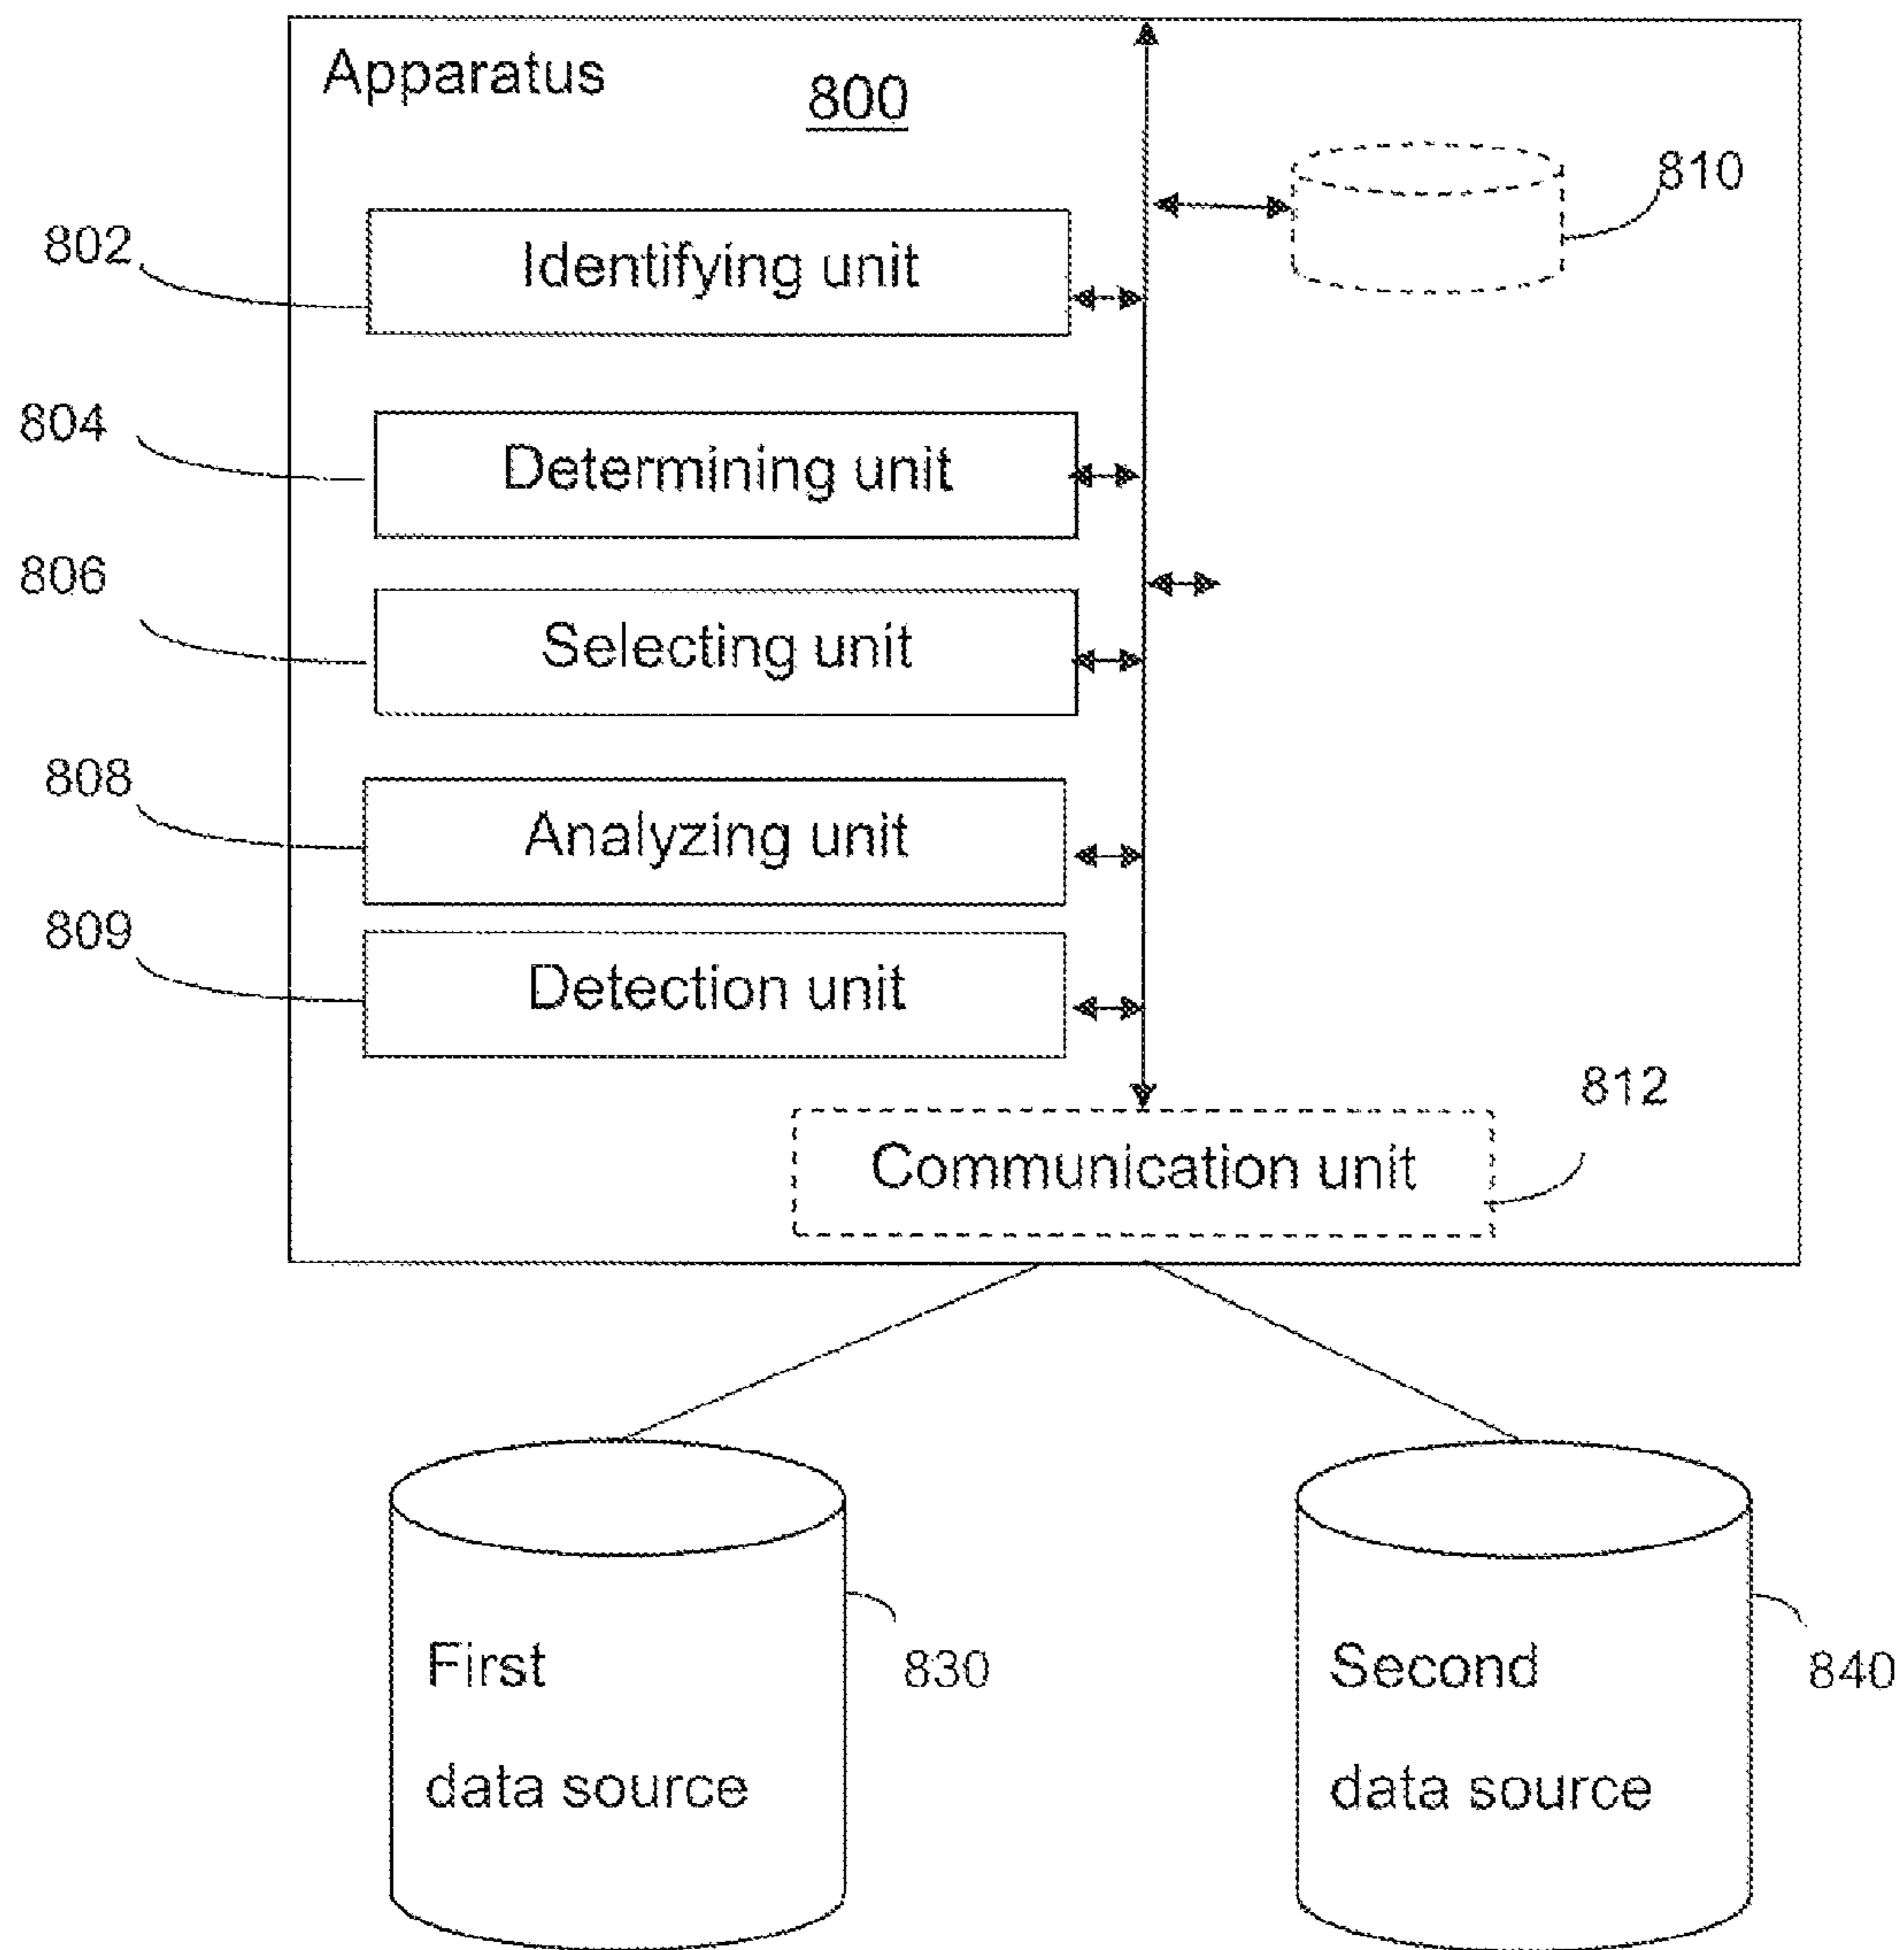 Apparatus
800
810
802
Identifying unit
804
Determining unit
806
Selecting unit
808
Analyzing unit
809
Detection unit
812
Communication unit
First
data source
830
Second
data source
840